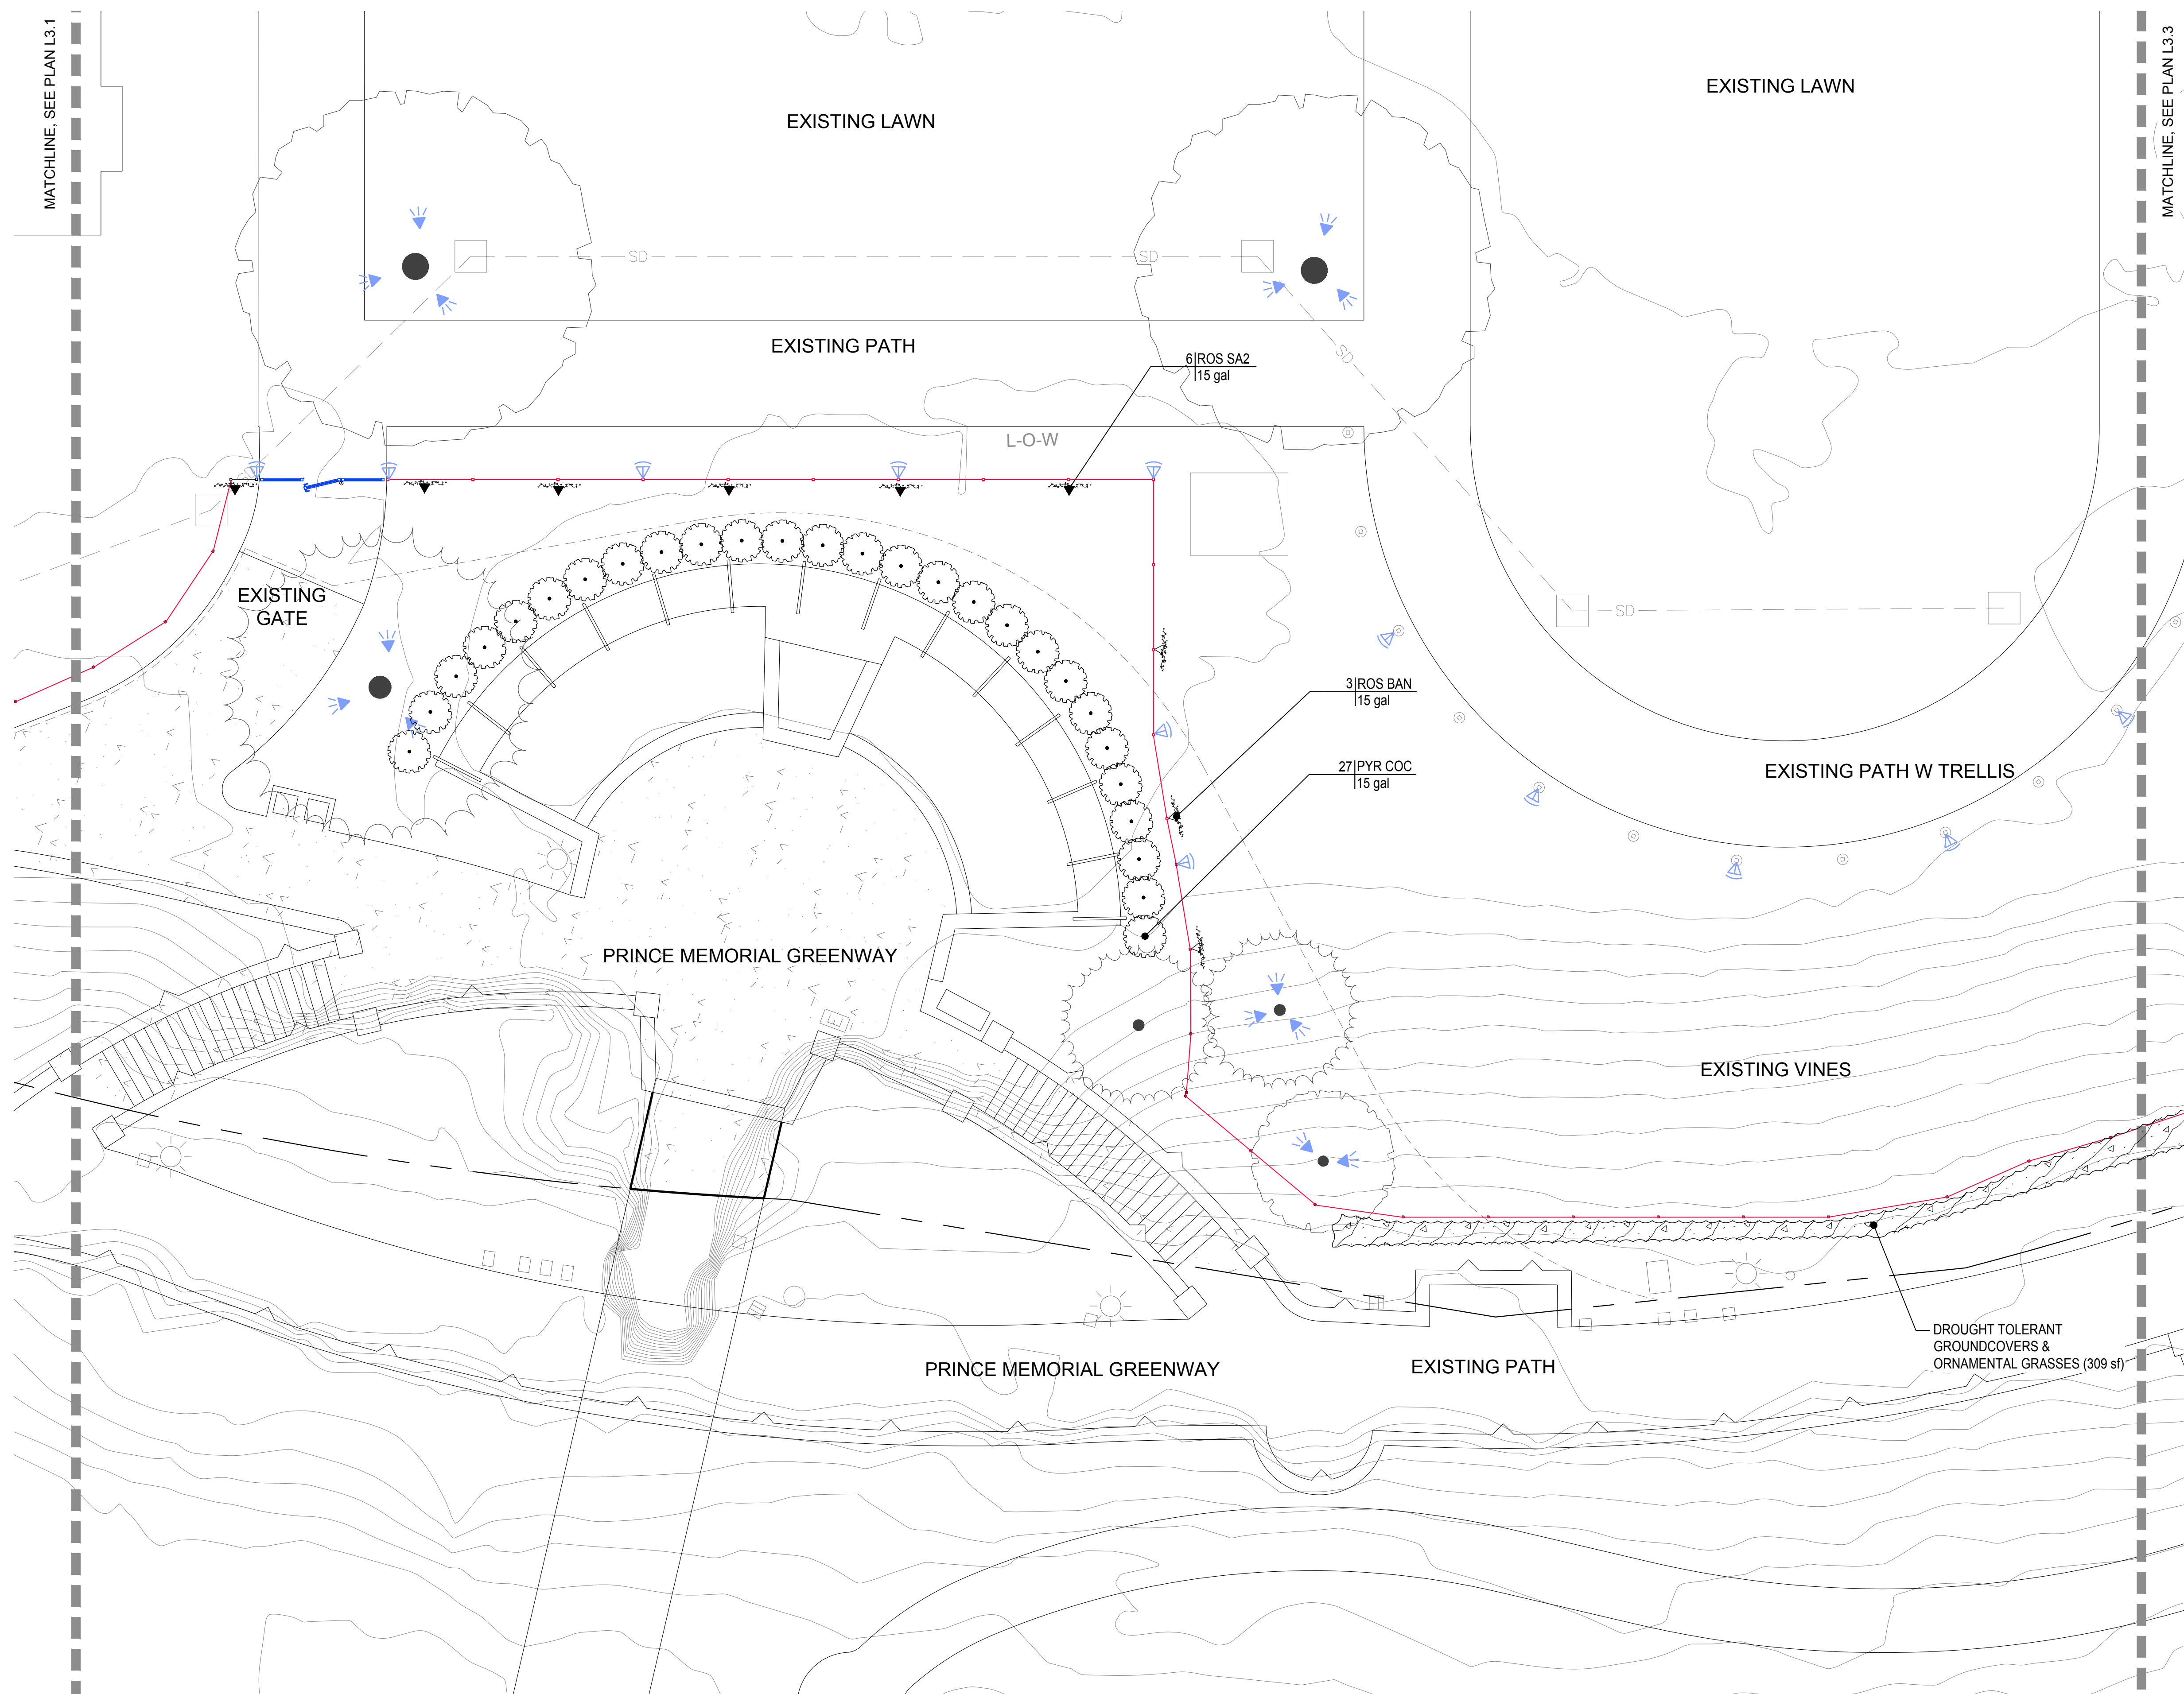 MATCHLINE, SEE PLAN L3.1
MATCHLINE, SEE PLAN L3.3
EXISTING LAWN
EXISTING LAWN
SD
SD
EXISTING PATH
SD
6|ROS SA2
15 gal
L-O-W
EXISTING
GATE
SD
3|ROS BAN
15 gal
27|PYR COC
15 gal
EXISTING PATH W TRELLIS
PRINCE MEMORIAL GREENWAY
E
EXISTING VINES
DROUGHT TOLERANT
GROUNDCOVERS &
ORNAMENTAL GRASSES (309 sf)
PRINCE MEMORIAL GREENWAY
EXISTING PATH